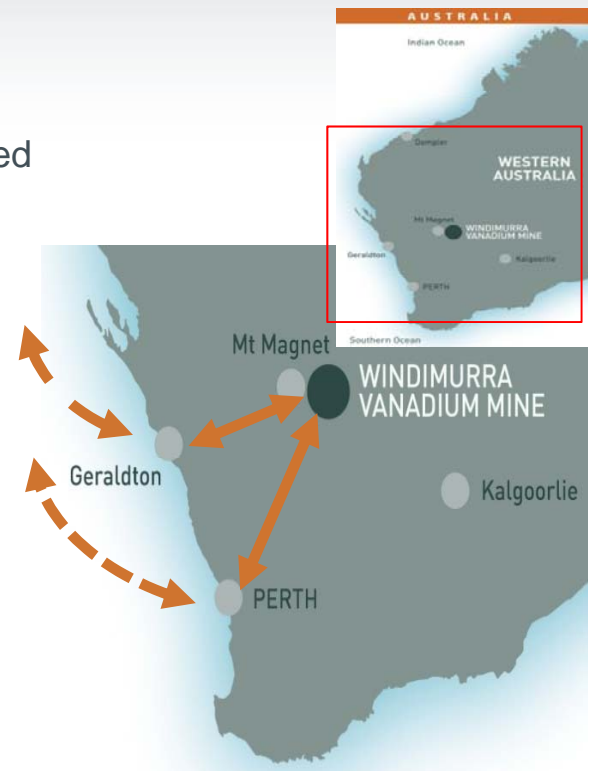 ed
AUSTRALIA
Indian Ocean
Dampier
WESTERN
AUSTRALIA
Mt Magnet
WINDIMURRA
VANADIUM MINE
Geraldton
Kalgoorlie
PERTH
Southern Ocean
Mt Magnet
WINDIMURRA
VANADIUM MINE
Geraldton
Kalgoorlie
PERTH